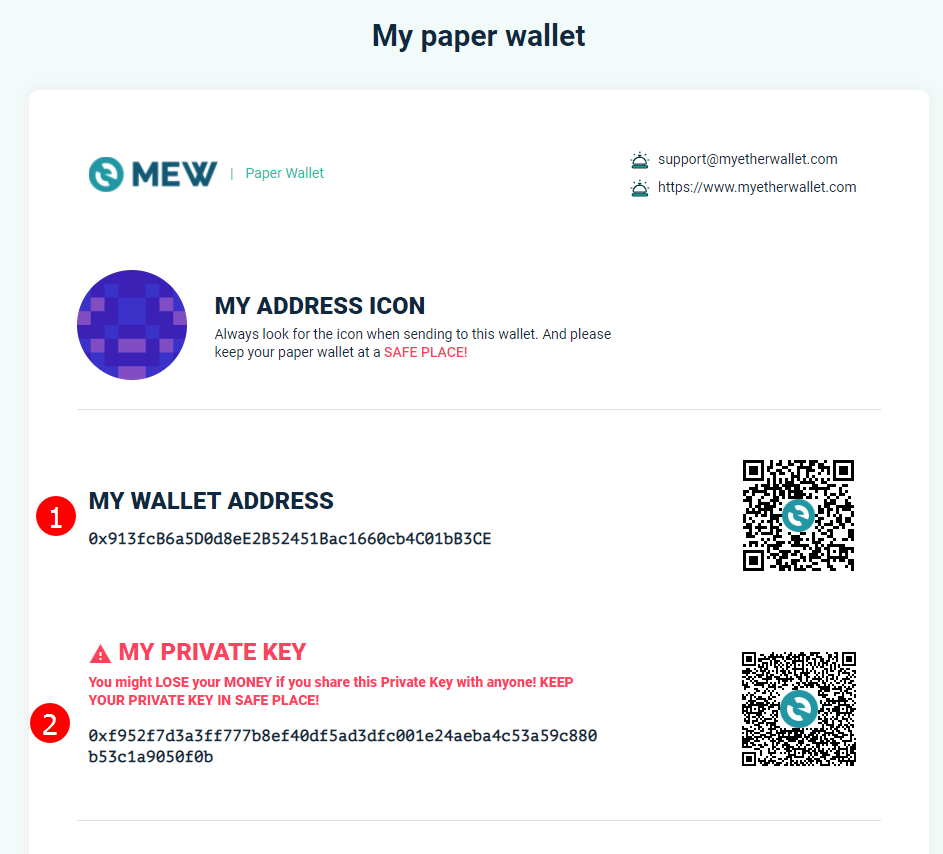 My paper wallet
MEW | Paper Wallet
support@myetherwallet.com
https://www.myetherwallet.com
MY ADDRESS ICON
Always look for the icon when sending to this wallet. And please
keep your paper wallet at a SAFE PLACE!
1
MY WALLET ADDRESS
0x913fcB6a5D0d8eE2B52451Bac1660cb4C01bB3CE
MY PRIVATE KEY
You might LOSE your MONEY if you share this Private Key with anyone! KEEP
YOUR PRIVATE KEY IN SAFE PLACE!
2
0xf952f7d3a3ff777b8ef40df5ad3dfc001e24aeba4c53a59c880
b53c1a9050f0b